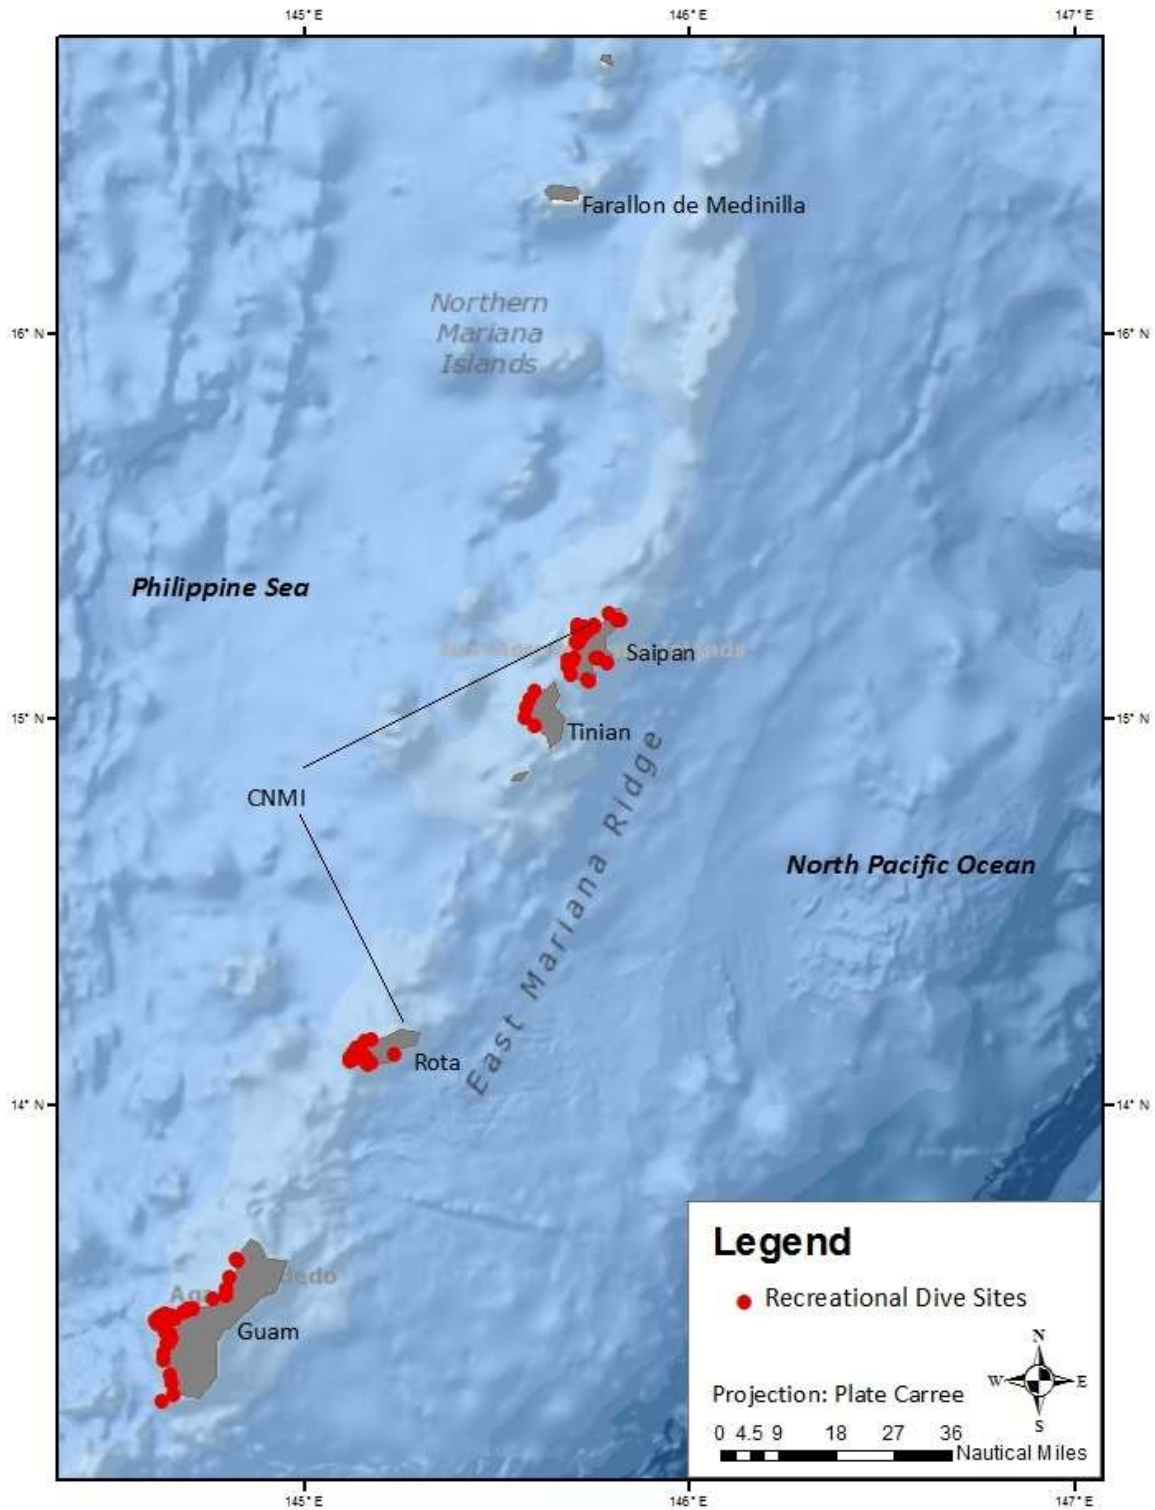 145° E
146° E
147° E
Farallon de Medinilla
Northern
Mariana
Islands
16° N
16° N
Philippine Sea
Saipan
15° N
15° N
Tinian
CNMI
East Mariana Ridge
North Pacific Ocean
Rota
14° N
14° N
Guam
Legend
Recreational Dive Sites
N
W
E
S
Projection: Plate Carree
0 4.5 9 18 27 36
Nautical Miles
145° E
146° E
147° E